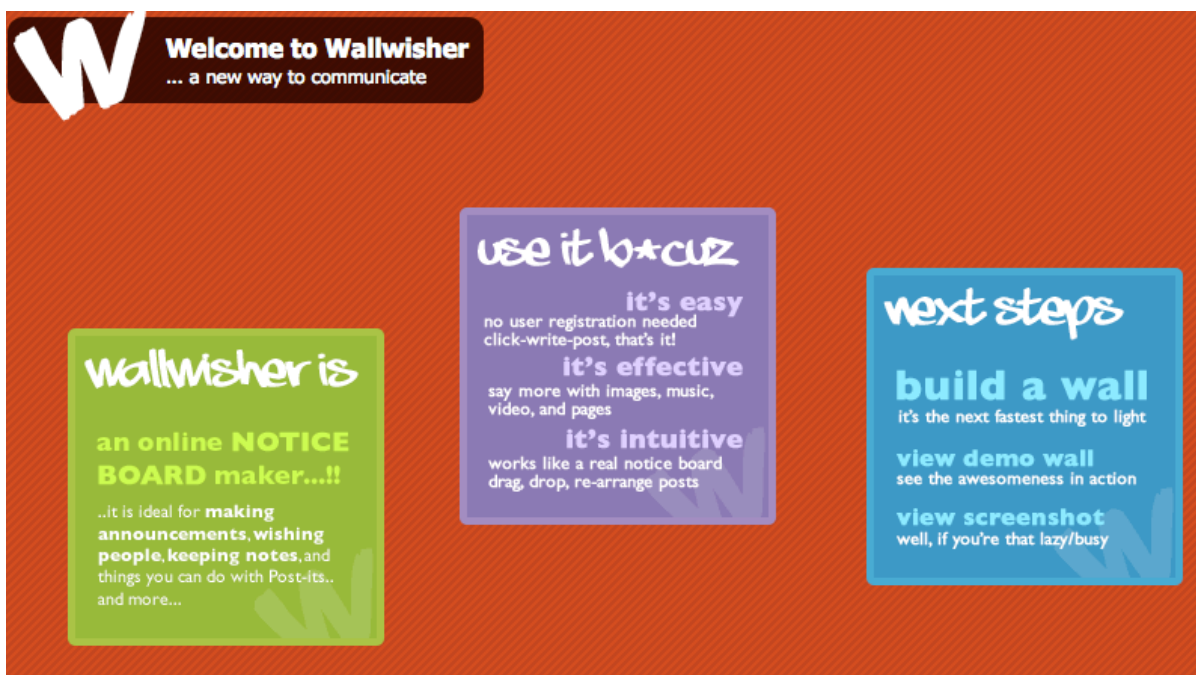 W
Welcome to Wallwisher
... a new way to communicate
wallwisher is
an online NOTICE
BOARD maker...!!
..it is ideal for making
announcements, wishing
people, keeping notes, and
things you can do with Post-its..
and more...
W
use it b*cuz
it's easy
no user registration needed
click-write-post, that's it!
it's effective
say more with images, music,
video, and pages
it's intuitive
works like a real notice board
drag, drop, re-arrange posts
W
next steps
build a wall
it's the next fastest thing to light
view demo wall
see the awesomeness in action
view screenshot
well, if you're that lazy/busy
W